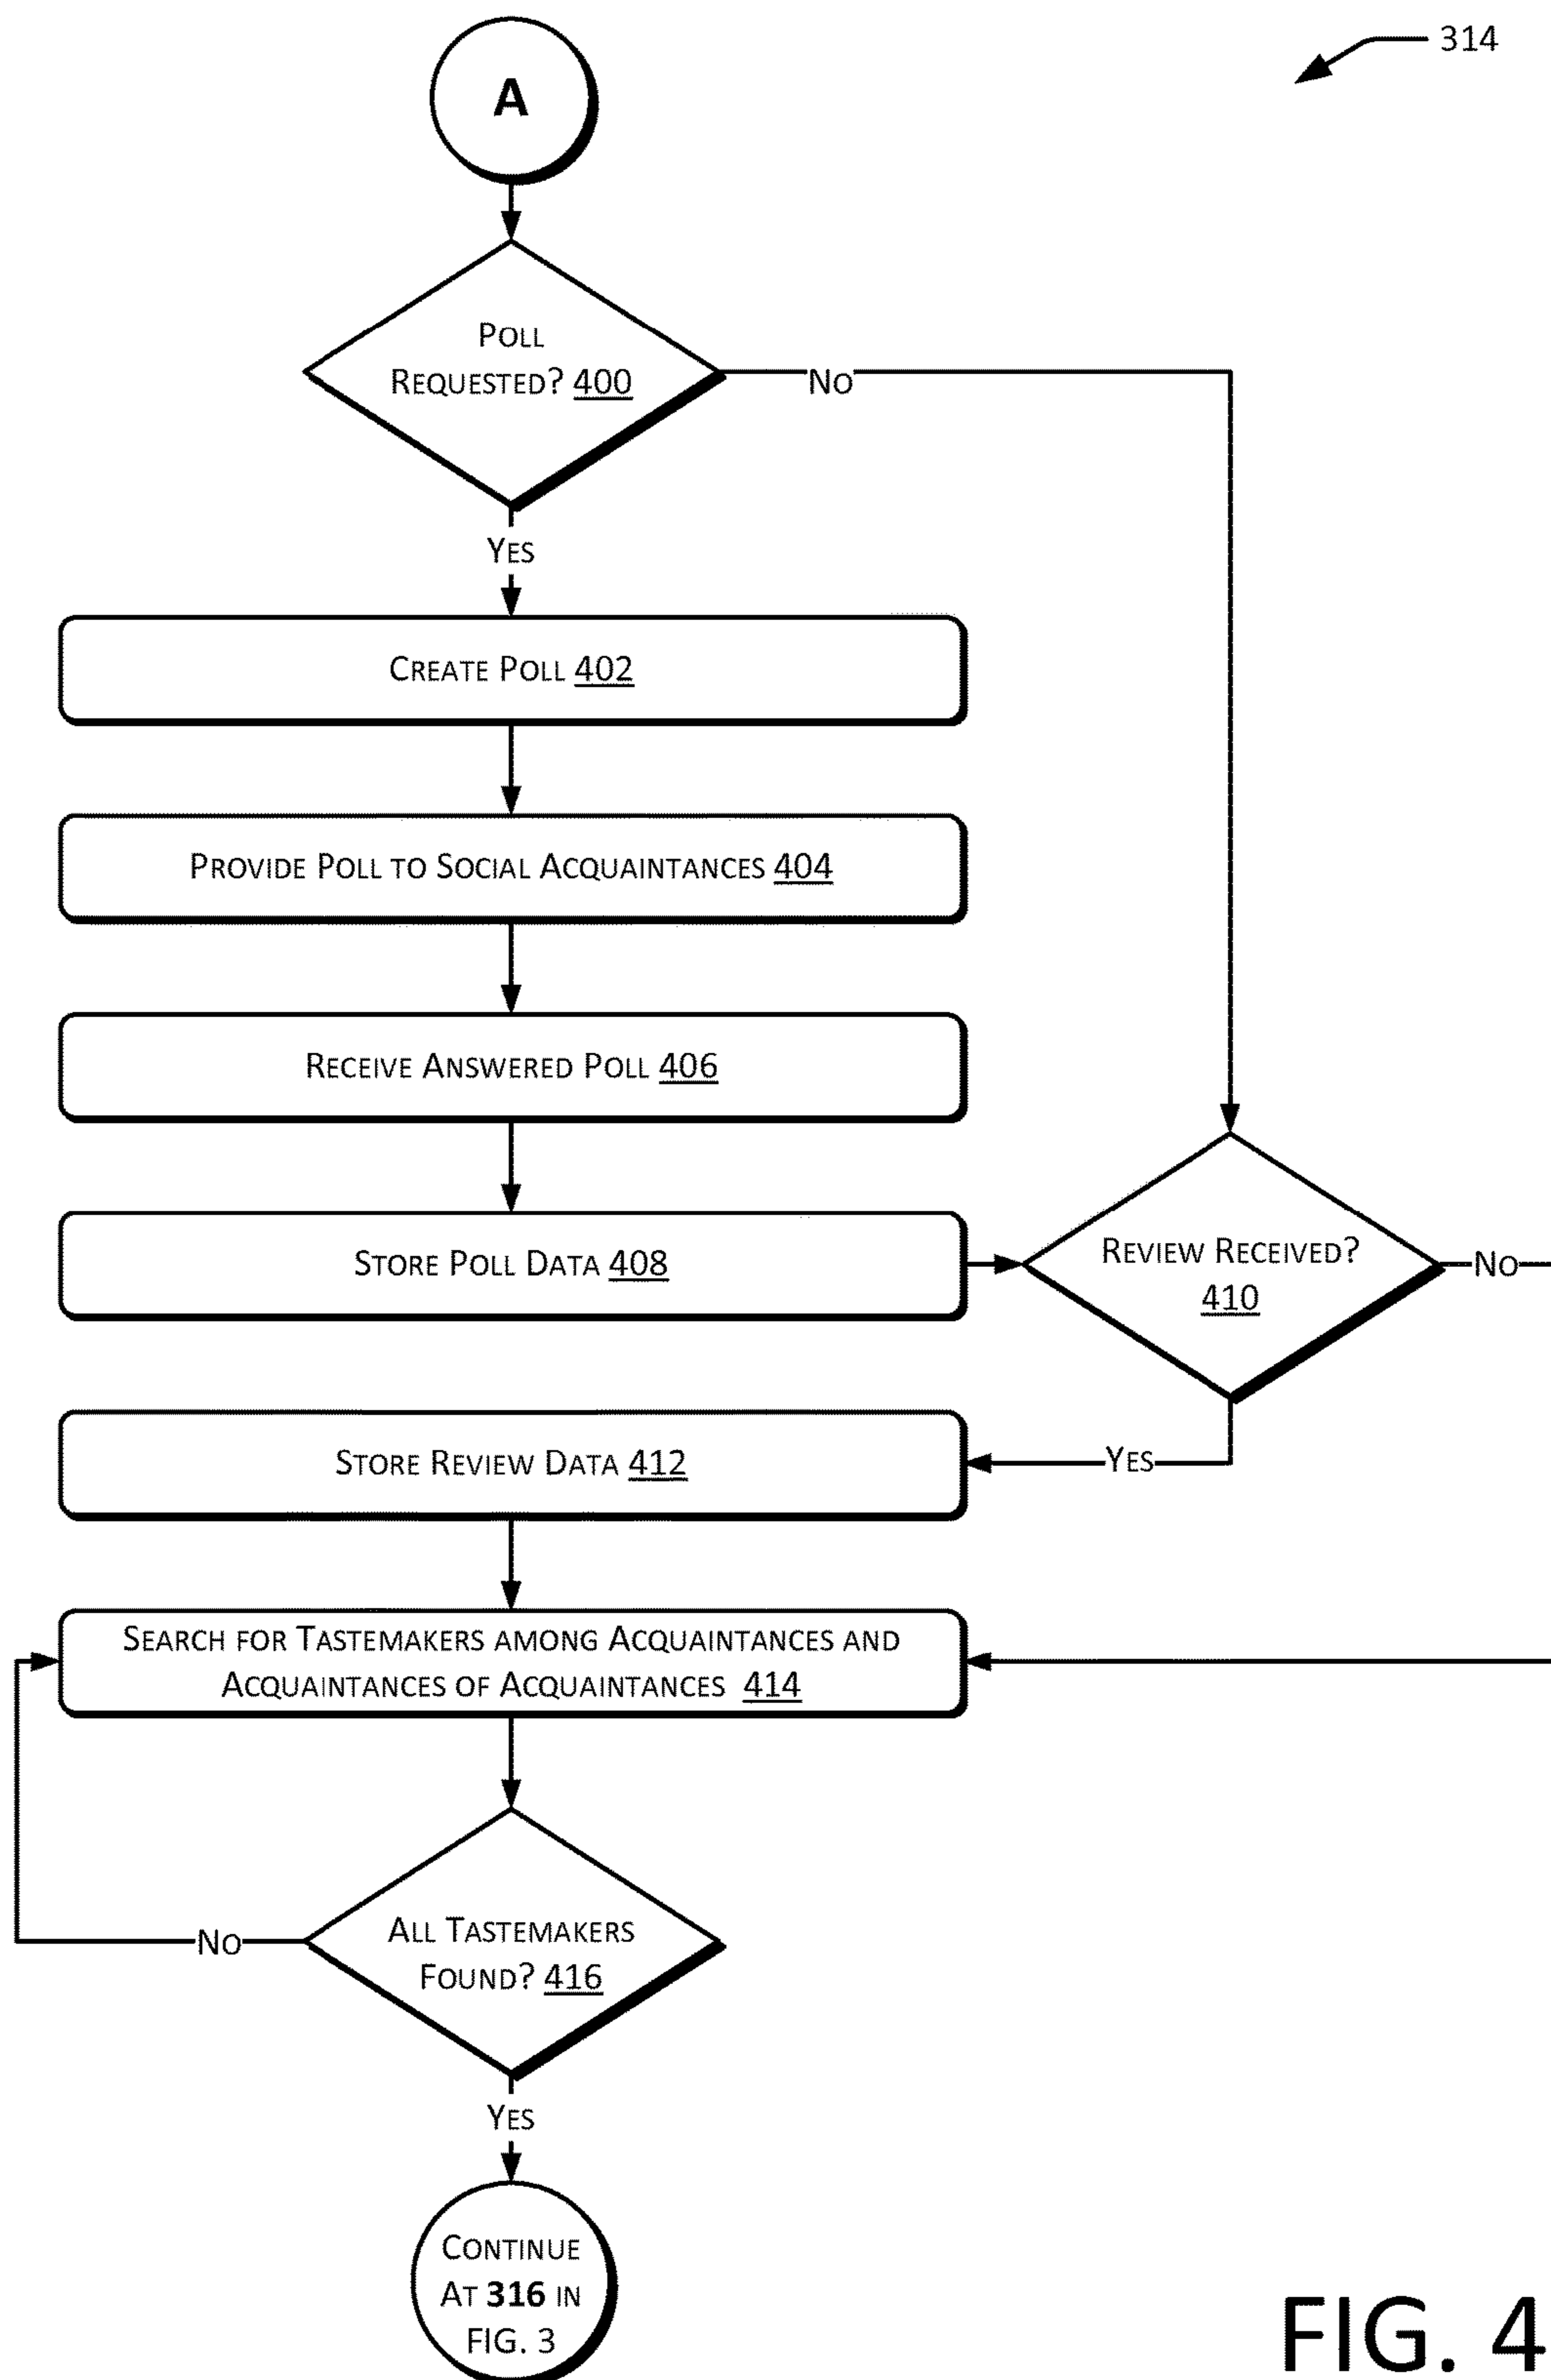 314
A
Poll
Requested? 400
No
Yes
Create Poll 402
Provide Poll to Social Acquaintances 404
Receive Answered Poll 406
Store Poll Data 408
Review Received?
410
No
Yes
Store Review Data 412
Search for Tastemakers among Acquaintances and
Acquaintances of Acquaintances 414
All Tastemakers
Found? 416
No
Yes
Continue
At 316 in
FIG. 3
FIG. 4